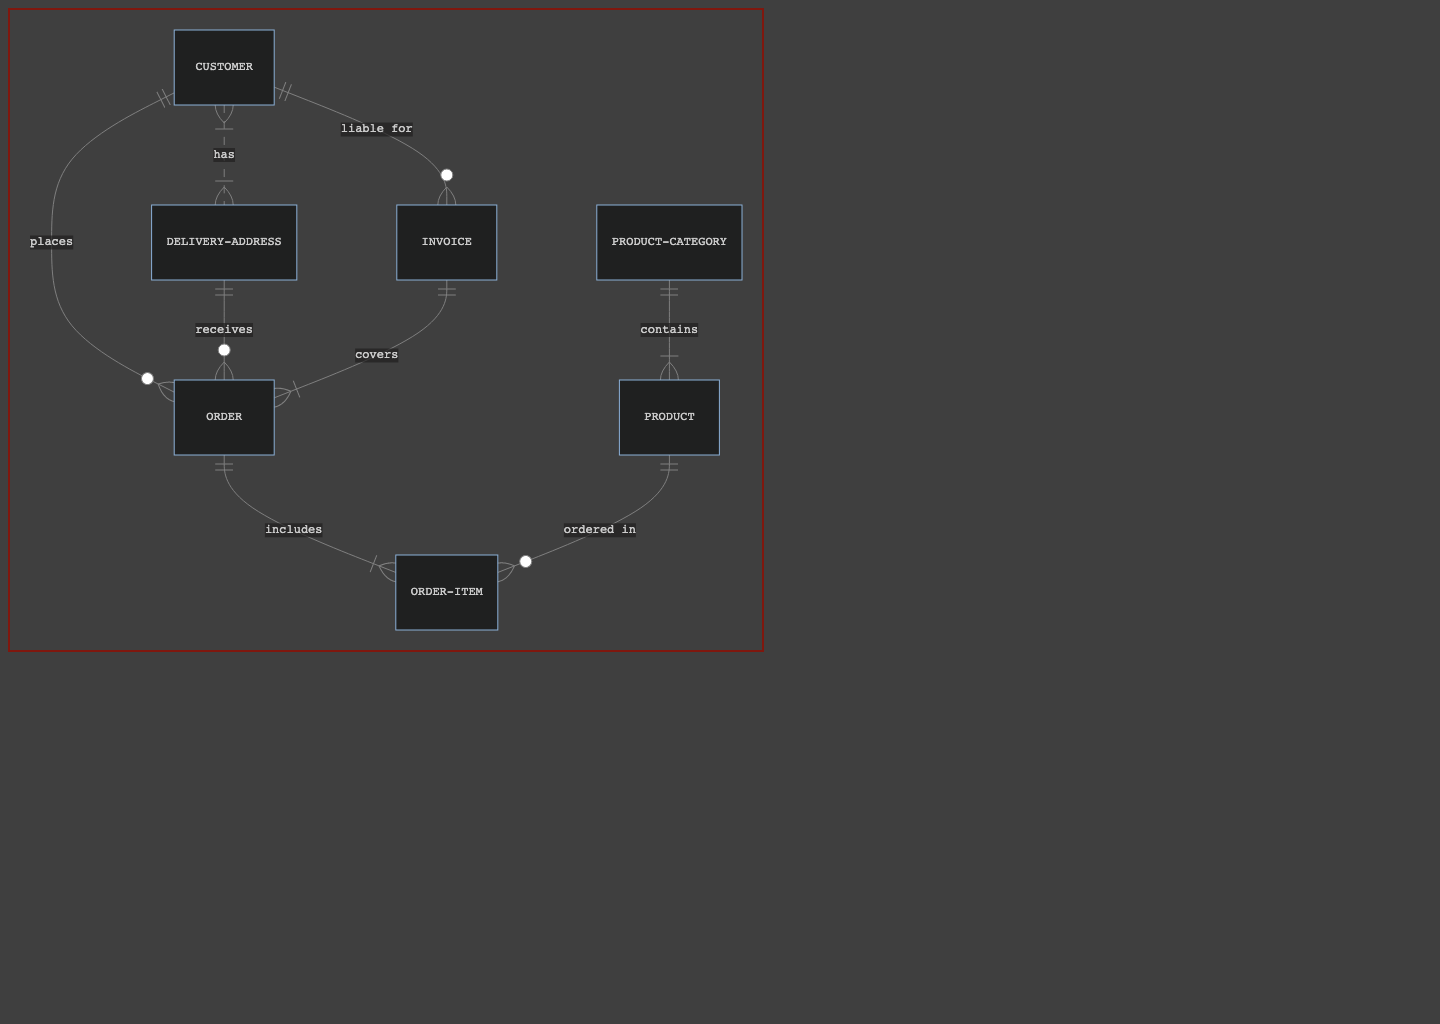 CUSTOMER
liable for
has
places
DELIVERY-ADDRESS
INVOICE
PRODUCT-CATEGORY
receives
contains
covers
ORDER
PRODUCT
includes
ordered in
ORDER-ITEM